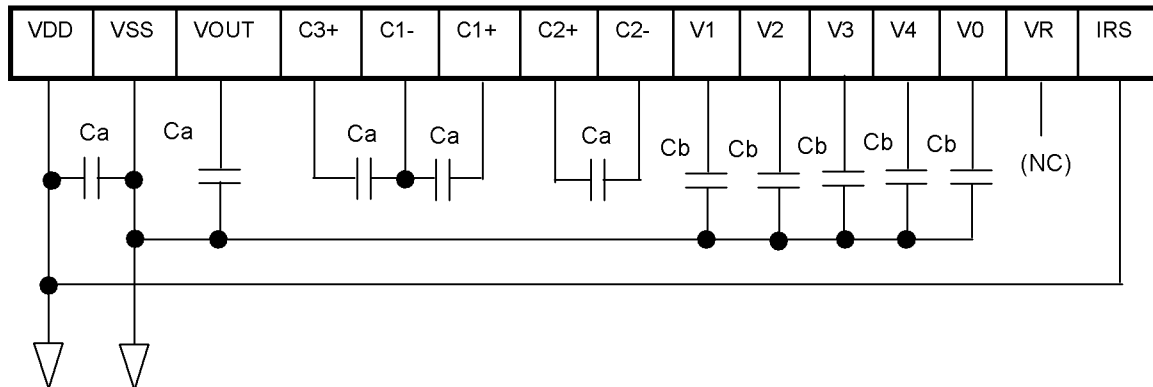 VDD VSS VOUT C3+ C1- C1+ C2+ C2- V1 V2 V3 V4 V0 VR IRS
Ca Ca Ca Ca Ca Cb Cb Cb Cb Cb
(NC)